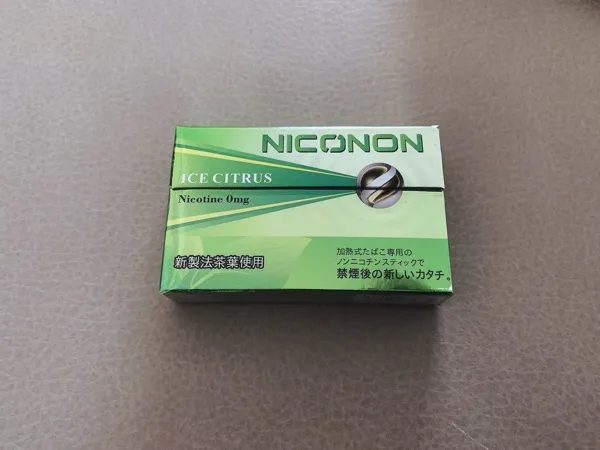 NICONON
ICE CITRUS
Nicotine 0mg
新製法茶葉使用
加熱式たばこ専用の
ノンニコチンスティックで
禁煙後の新しいカタチ。